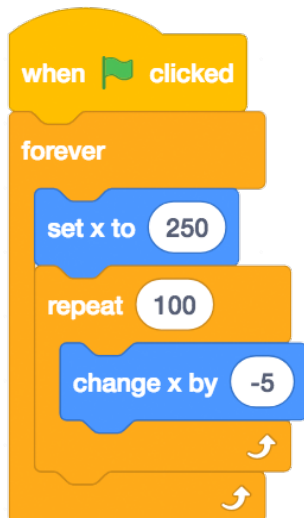 when clicked
forever
set x to 250
repeat 100
change x by -5